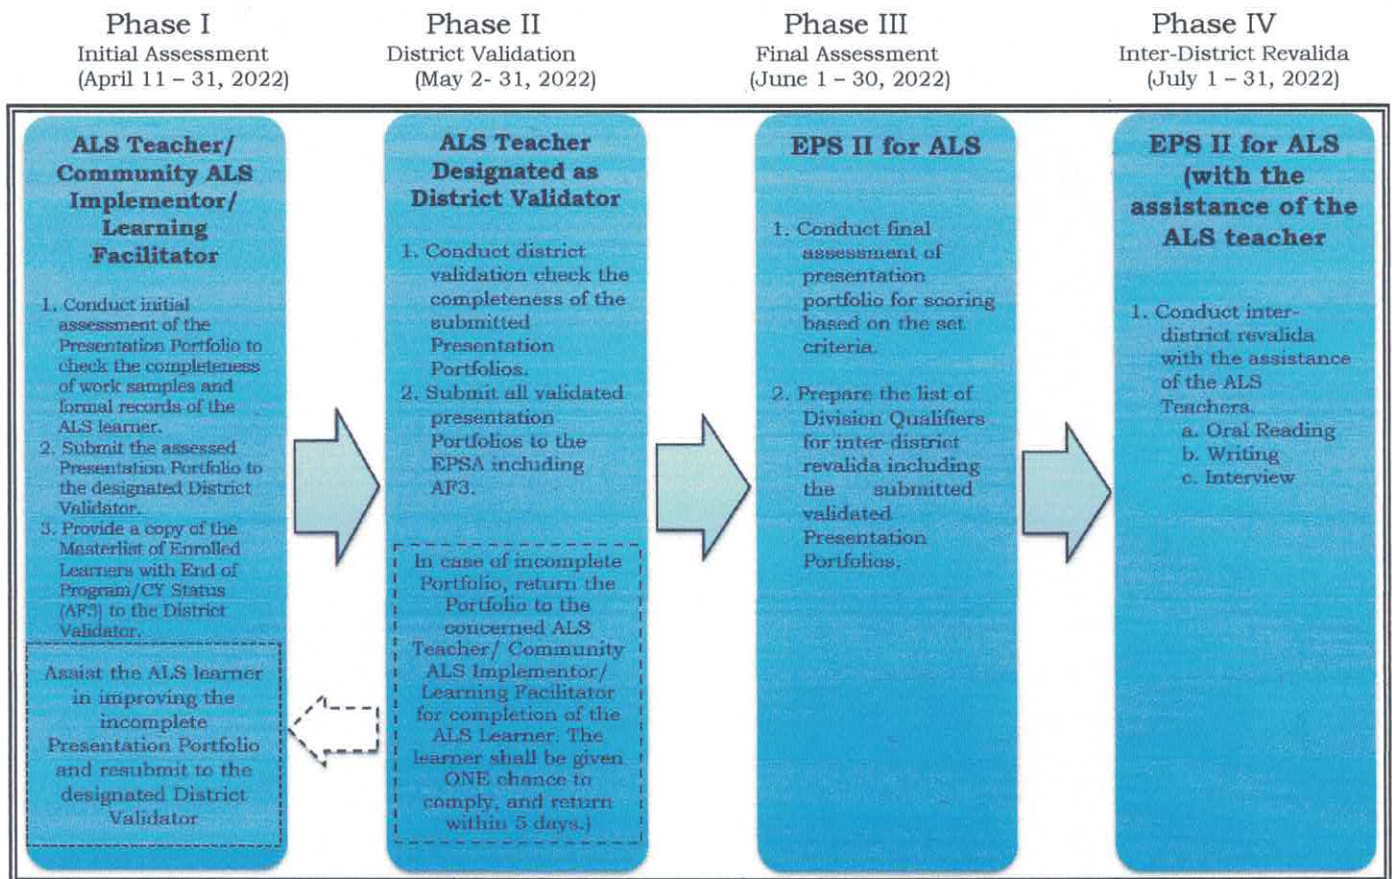 Phase I
Initial Assessment
(April 11 – 31, 2022)
Phase II
District Validation
(May 2- 31, 2022)
Phase III
Final Assessment
(June 1 – 30, 2022)
Phase IV
Inter-District Revalida
(July 1 – 31, 2022)
ALS Teacher/
Community ALS
Implementor/
Learning
Facilitator
1. Conduct initial
assessment of the
Presentation Portfolio to
check the completeness
of work samples and
formal records of the
ALS learner.
2. Submit the assessed
Presentation Portfolio to
the designated District
Validator.
3. Provide a copy of the
Masterlist of Enrolled
Learners with End of
Program/CY Status
(AF3) to the District
Validator.
Assist the ALS learner
in improving the
incomplete
Presentation Portfolio
and resubmit to the
designated District
Validator
ALS Teacher
Designated as
District Validator
1. Conduct district
validation check the
completeness of the
submitted
Presentation
Portfolios.
2. Submit all validated
presentation
Portfolios to the
EPSA including
AF3.
In case of incomplete
Portfolio, return the
Portfolio to the
concerned ALS
Teacher/ Community
ALS Implementor/
Learning Facilitator
for completion of the
ALS Learner. The
learner shall be given
ONE chance to
comply, and return
within 5 days.)
EPS II for ALS
1. Conduct final
assessment of
presentation
portfolio for scoring
based on the set
criteria.
2. Prepare the list of
Division Qualifiers
for inter-district
revalida including
the submitted
validated
Presentation
Portfolios.
EPS II for ALS
(with the
assistance of the
ALS teacher
1. Conduct inter-
district revalida
with the assistance
of the ALS
Teachers.
a. Oral Reading
b. Writing
c. Interview